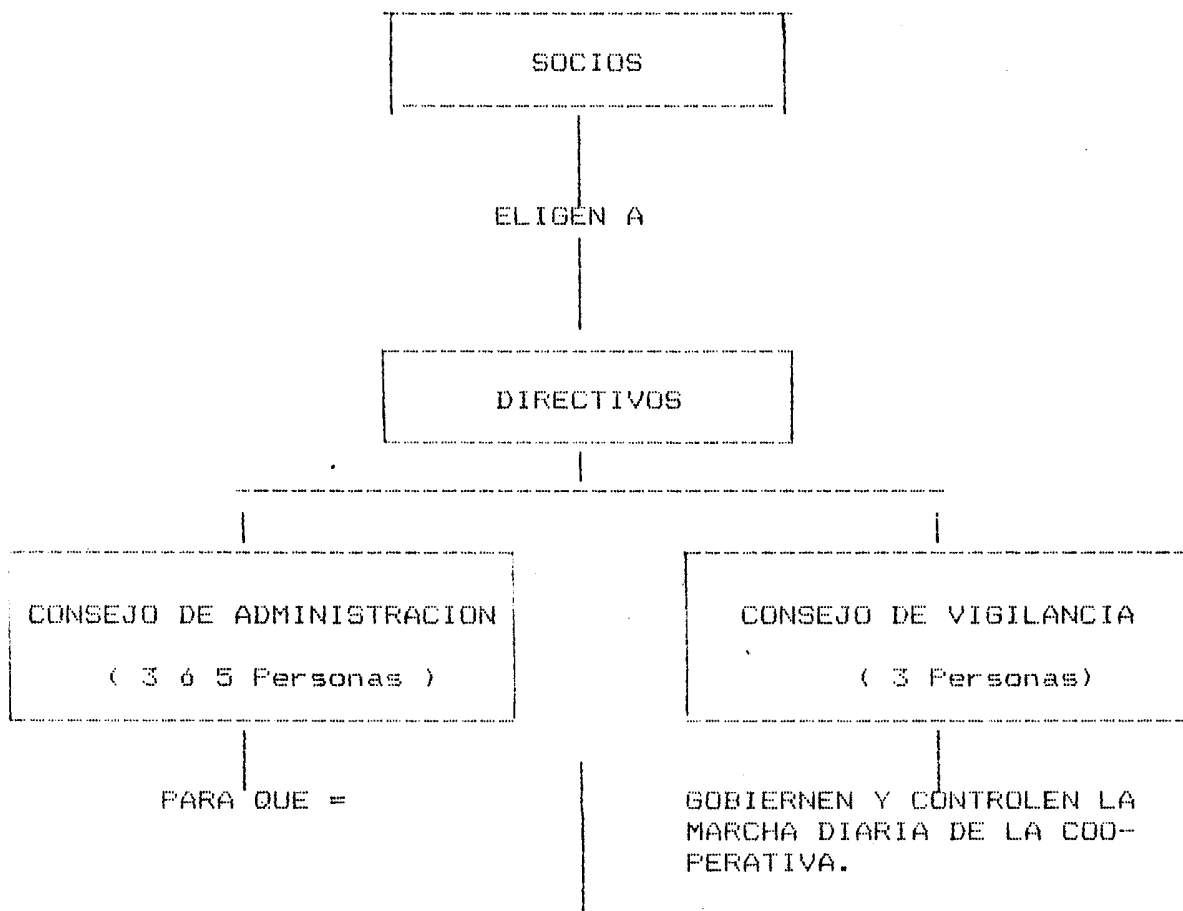 SOCIOS
ELIGEN A
DIRECTIVOS
CONSEJO DE ADMINISTRACION
( 3 ó 5 Personas )
CONSEJO DE VIGILANCIA
( 3 Personas)
PARA QUE =
GOBIERNEN Y CONTROLEN LA
MARCHA DIARIA DE LA COO-
PERATIVA.